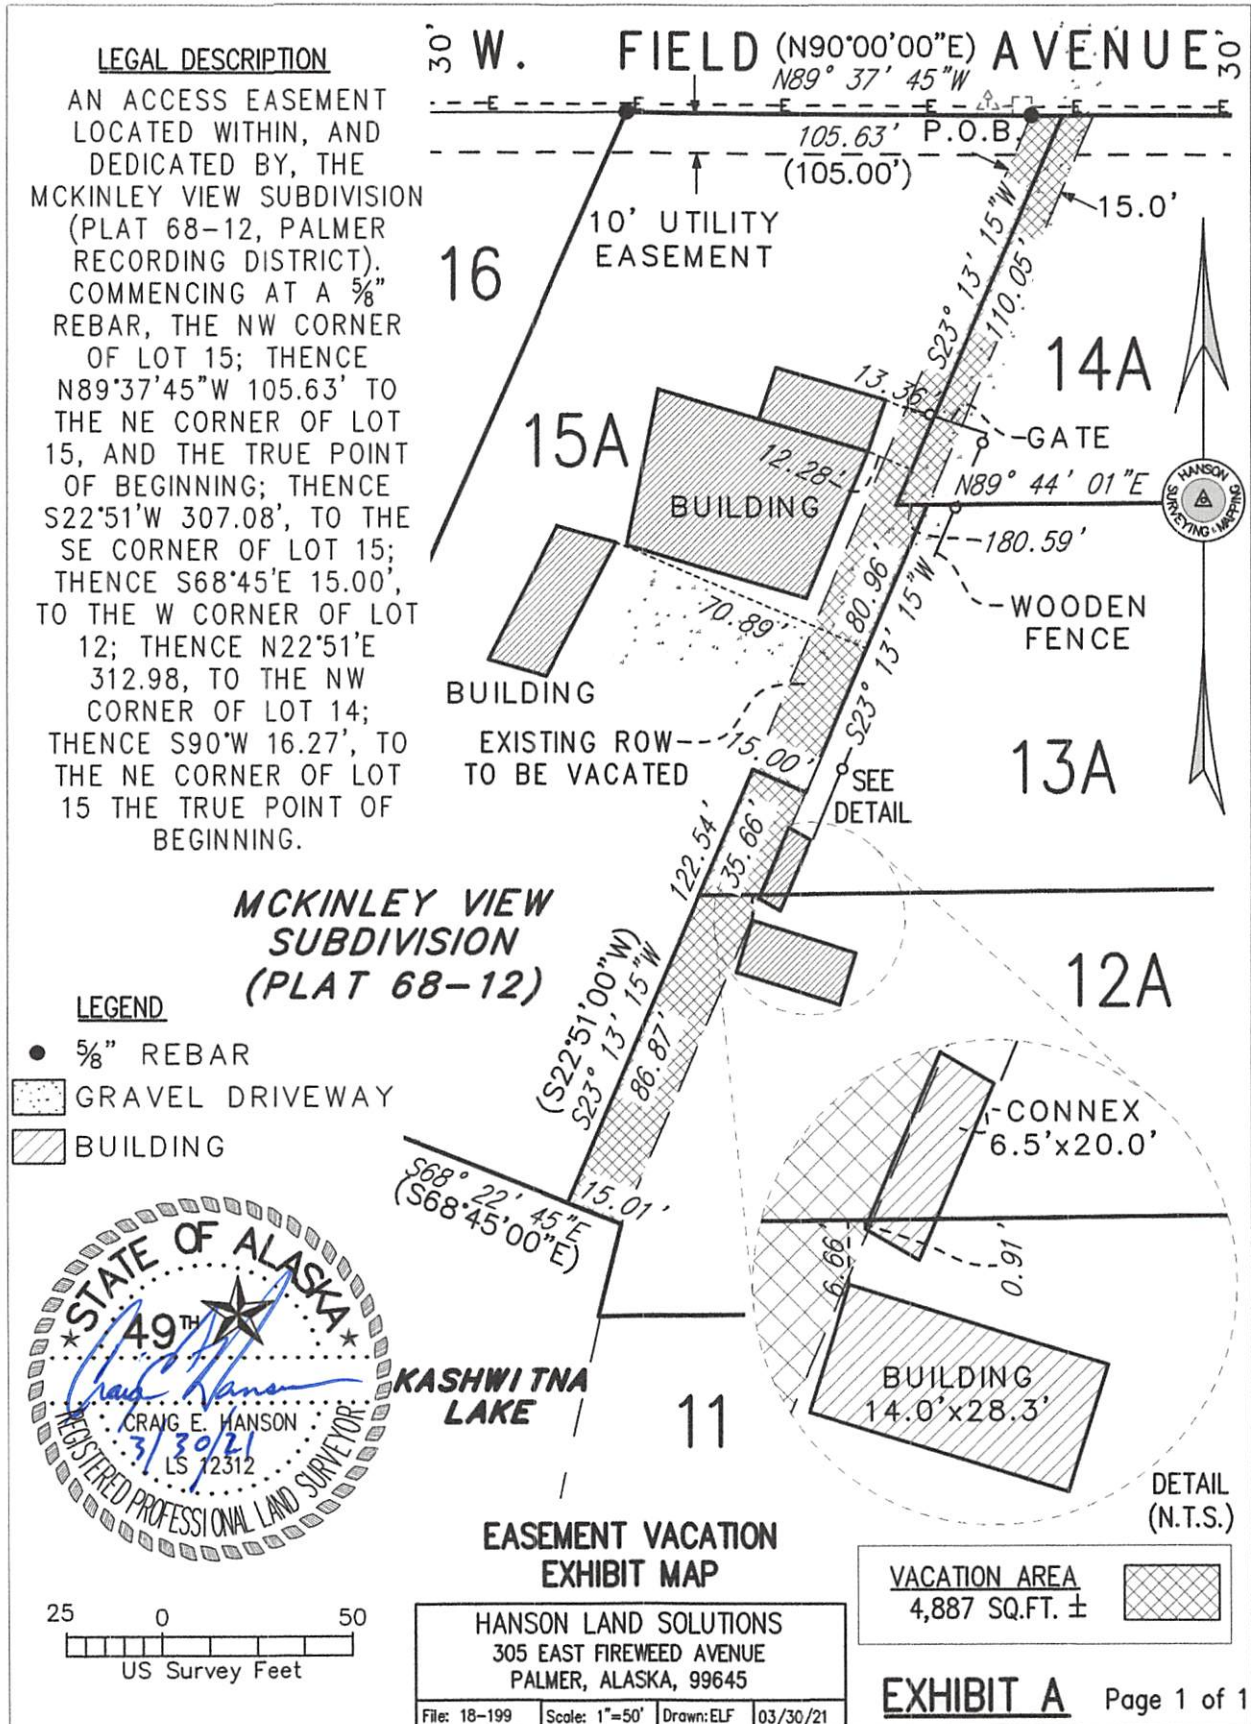 LEGAL DESCRIPTION
AN ACCESS EASEMENT
LOCATED WITHIN, AND
DEDICATED BY, THE
MCKINLEY VIEW SUBDIVISION
(PLAT 68-12, PALMER
RECORDING DISTRICT).
COMMENCING AT A ⅝"
REBAR, THE NW CORNER
OF LOT 15; THENCE
N89°37'45"W 105.63' TO
THE NE CORNER OF LOT
15, AND THE TRUE POINT
OF BEGINNING; THENCE
S22°51'W 307.08', TO THE
SE CORNER OF LOT 15;
THENCE S68°45'E 15.00',
TO THE W CORNER OF LOT
12; THENCE N22°51'E
312.98, TO THE NW
CORNER OF LOT 14;
THENCE S90°W 16.27', TO
THE NE CORNER OF LOT
15 THE TRUE POINT OF
BEGINNING.
30'
W. FIELD AVENUE
(N90°00'00"E)
N89° 37' 45"W
30'
E E E E E E
105.63'
(105.00')
P.O.B.
15.0'
10' UTILITY
EASEMENT
16
S23° 13' 15"W
110.05'
14A
13.36'
GATE
15A
12.28'
N89° 44' 01"E
HANSON
SURVEYING & MAPPING
BUILDING
180.59'
80.96'
WOODEN
FENCE
70.89'
S23° 13' 15"W
BUILDING
EXISTING ROW
TO BE VACATED
15.00'
13A
SEE
DETAIL
122.54'
35.66'
MCKINLEY VIEW
SUBDIVISION
(PLAT 68-12)
12A
(S22°51'00"W)
S23° 13' 15"W
86.87'
LEGEND
⅝" REBAR
GRAVEL DRIVEWAY
BUILDING
CONNEX
6.5'x20.0'
S68° 22' 45"E
(S68°45'00"E)
15.01'
6.66'
0.91'
BUILDING
14.0'x28.3'
DETAIL
(N.T.S.)
STATE OF ALASKA
49TH
Craig Hanson
CRAIG E. HANSON
3/30/21
LS 12312
REGISTERED PROFESSIONAL LAND SURVEYOR
KASHWITNA
LAKE
11
EASEMENT VACATION
EXHIBIT MAP
VACATION AREA
4,887 SQ.FT. ±
25 0 50
US Survey Feet
HANSON LAND SOLUTIONS
305 EAST FIREWEED AVENUE
PALMER, ALASKA, 99645
File: 18-199 Scale: 1"=50' Drawn: ELF 03/30/21
EXHIBIT A Page 1 of 1